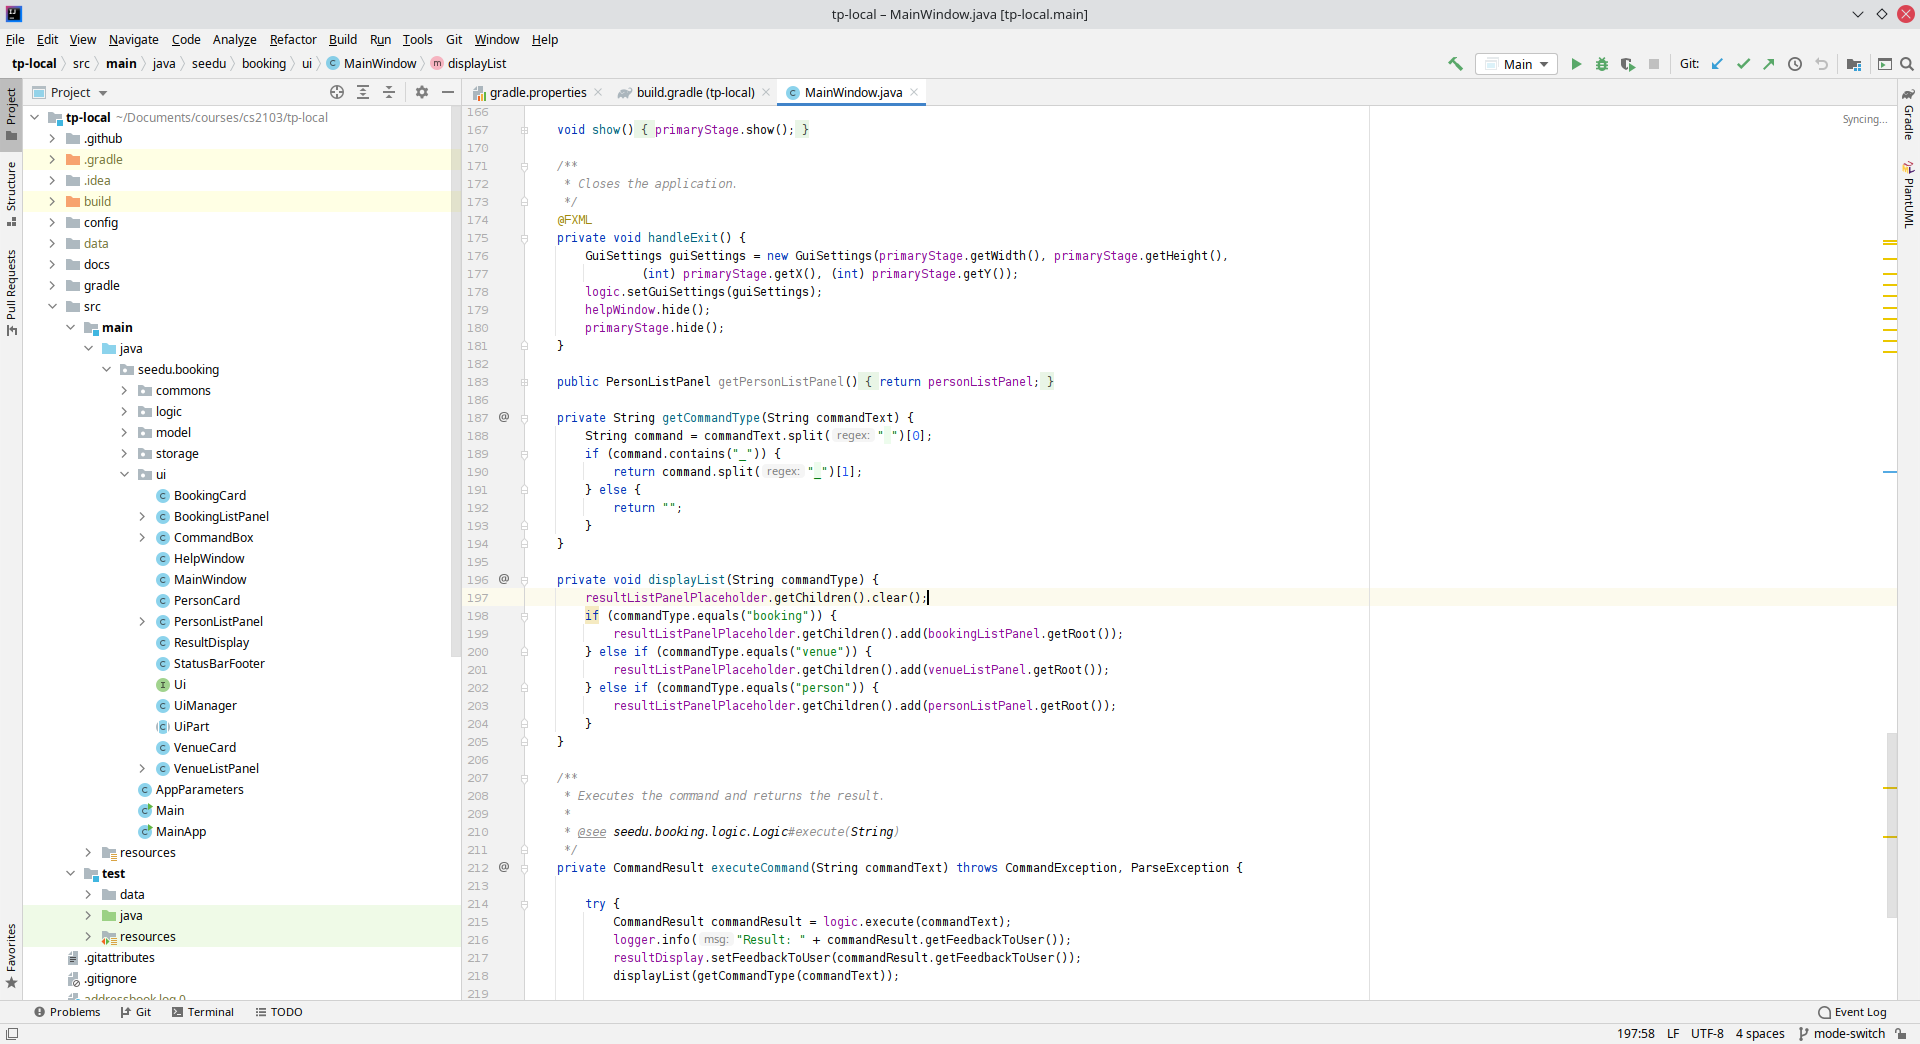 tp-local – MainWindow.java [tp-local.main]
File Edit View Navigate Code Analyze Refactor Build Run Tools Git Window Help
tp-local src main java seedu booking ui MainWindow displayList
Main Git:
Project
gradle.properties build.gradle (tp-local) MainWindow.java
Syncing...
Project
Structure
Pull Requests
Favorites
Gradle
PlantUML
tp-local ~/Documents/courses/cs2103/tp-local
.github
.gradle
.idea
build
config
data
docs
gradle
src
main
java
seedu.booking
commons
logic
model
storage
ui
BookingCard
BookingListPanel
CommandBox
HelpWindow
MainWindow
PersonCard
PersonListPanel
ResultDisplay
StatusBarFooter
Ui
UiManager
UiPart
VenueCard
VenueListPanel
AppParameters
Main
MainApp
resources
test
data
java
resources
.gitattributes
.gitignore
addressbook.log.0
166
167 void show() { primaryStage.show(); }
170
171 /**
172 * Closes the application.
173 */
174 @FXML
175 private void handleExit() {
176 GuiSettings guiSettings = new GuiSettings(primaryStage.getWidth(), primaryStage.getHeight(),
177 (int) primaryStage.getX(), (int) primaryStage.getY());
178 logic.setGuiSettings(guiSettings);
179 helpWindow.hide();
180 primaryStage.hide();
181 }
182
183 public PersonListPanel getPersonListPanel() { return personListPanel; }
186
187 @ private String getCommandType(String commandText) {
188 String command = commandText.split( regex: " ")[0];
189 if (command.contains("_")) {
190 return command.split( regex: "_")[1];
191 } else {
192 return "";
193 }
194 }
195
196 @ private void displayList(String commandType) {
197 resultListPanelPlaceholder.getChildren().clear();
198 if (commandType.equals("booking")) {
199 resultListPanelPlaceholder.getChildren().add(bookingListPanel.getRoot());
200 } else if (commandType.equals("venue")) {
201 resultListPanelPlaceholder.getChildren().add(venueListPanel.getRoot());
202 } else if (commandType.equals("person")) {
203 resultListPanelPlaceholder.getChildren().add(personListPanel.getRoot());
204 }
205 }
206
207 /**
208 * Executes the command and returns the result.
209 *
210 * @see seedu.booking.logic.Logic#execute(String)
211 */
212 @ private CommandResult executeCommand(String commandText) throws CommandException, ParseException {
213
214 try {
215 CommandResult commandResult = logic.execute(commandText);
216 logger.info( msg: "Result: " + commandResult.getFeedbackToUser());
217 resultDisplay.setFeedbackToUser(commandResult.getFeedbackToUser());
218 displayList(getCommandType(commandText));
219
Problems Git Terminal TODO Event Log
197:58 LF UTF-8 4 spaces mode-switch